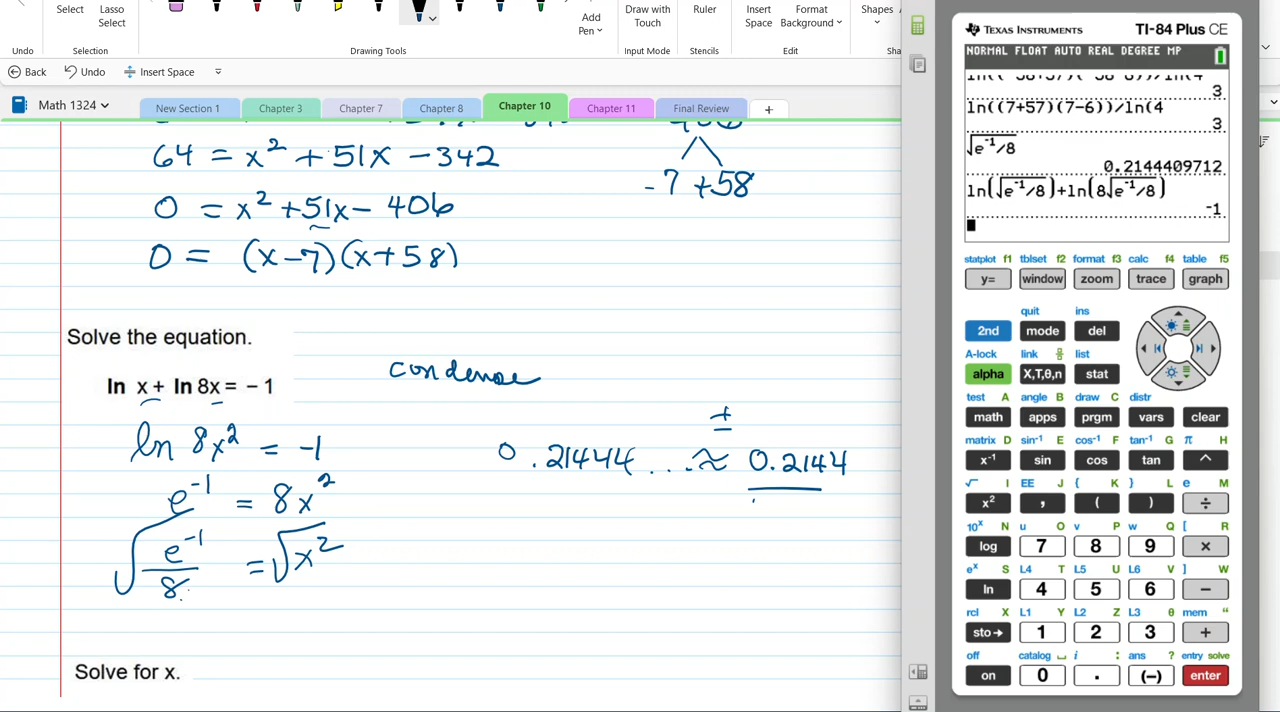 Select
Lasso Select
Add Pen
Draw with Touch
Ruler
Insert Space
Format Background
Shapes
Undo
Selection
Drawing Tools
Input Mode
Stencils
Edit
Back Undo Insert Space
Math 1324 New Section 1 Chapter 3 Chapter 7 Chapter 8 Chapter 10 Chapter 11 Final Review +
64 = x² + 51x − 342
-7 +58
0 = x² + 51x − 406
0 = (x−7)(x+58)
Solve the equation.
condense
ln x + ln 8x = − 1
ln 8x² = -1
±
0.21444... ≈ 0.2144
e⁻¹ = 8x²
√(e⁻¹/8) = √x²
Solve for x.
TEXAS INSTRUMENTS TI-84 Plus CE
NORMAL FLOAT AUTO REAL DEGREE MP
3
ln((7+57)(7-6))/ln(4
3
√(e⁻¹/8)
0.2144409712
ln(√(e⁻¹/8))+ln(8√(e⁻¹/8))
-1
statplot f1 tblset f2 format f3 calc f4 table f5
y= window zoom trace graph
quit ins
2nd mode del
A-lock link list
alpha X,T,θ,n stat
test A angle B draw C distr
math apps prgm vars clear
matrix D sin⁻¹ E cos⁻¹ F tan⁻¹ G π H
x⁻¹ sin cos tan ^
√ I EE J { K } L e M
x² , ( ) ÷
10ˣ N u O v P w Q [ R
log 7 8 9 ×
eˣ S L4 T L5 U L6 V ] W
ln 4 5 6 −
rcl X L1 Y L2 Z L3 θ mem "
sto→ 1 2 3 +
off catalog i : ans ? entry solve
on 0 . (−) enter